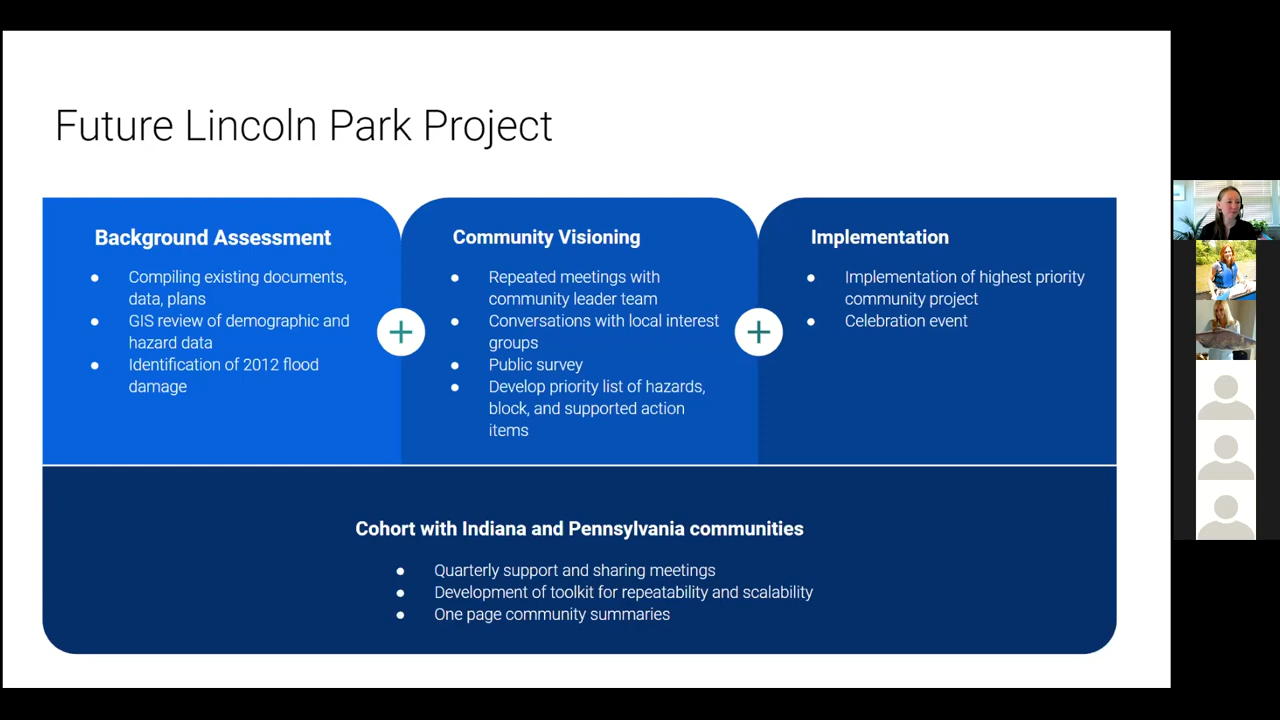 Future Lincoln Park Project
Background Assessment
● Compiling existing documents,
data, plans
● GIS review of demographic and
hazard data
● Identification of 2012 flood
damage
+
Community Visioning
● Repeated meetings with
community leader team
● Conversations with local interest
groups
● Public survey
● Develop priority list of hazards,
block, and supported action
items
+
Implementation
● Implementation of highest priority
community project
● Celebration event
Cohort with Indiana and Pennsylvania communities
● Quarterly support and sharing meetings
● Development of toolkit for repeatability and scalability
● One page community summaries